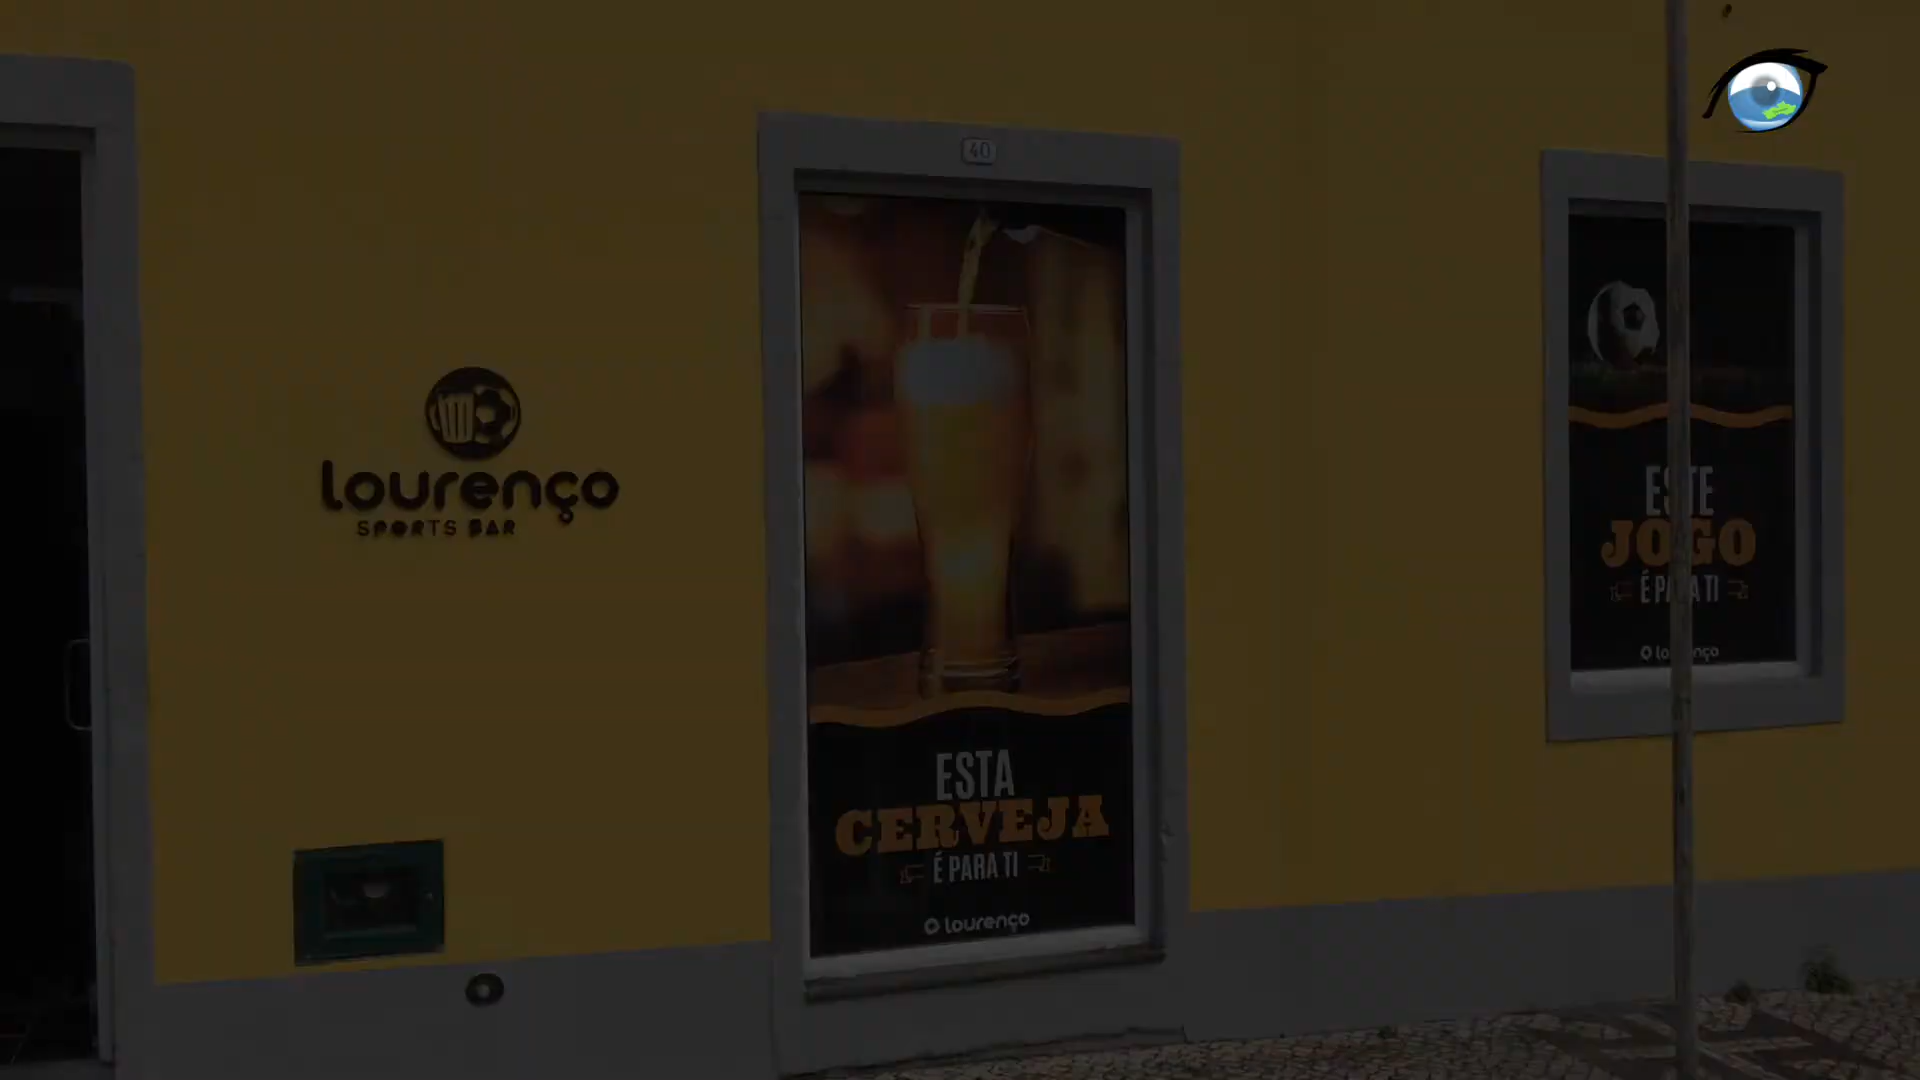 40
lourenço
SPORTS BAR
ESTA
CERVEJA
É PARA TI
lourenço
ESTE
JOGO
É PARA TI
lourenço